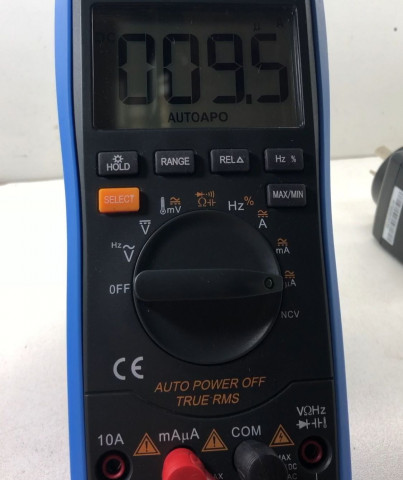 009.5
AUTOAPO
HOLD RANGE RELΔ Hz %
SELECT MAX/MIN
mV Ω Hz% A
Hz V V mA
OFF µA
NCV
CE
AUTO POWER OFF
TRUE RMS
VΩHz
10A mAµA COM